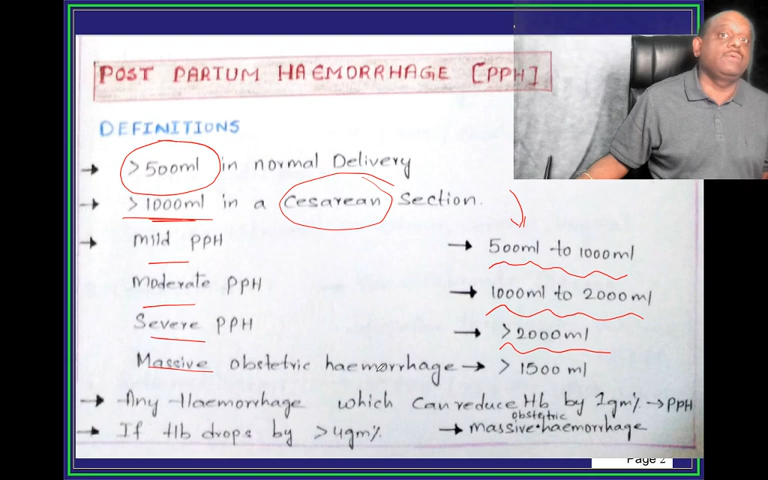 POST PARTUM HAEMORRHAGE [PPH]
DEFINITIONS
→ >500ml in normal Delivery
→ >1000ml in a Cesarean Section.
→ mild PPH → 500ml to 1000ml
Moderate PPH → 1000ml to 2000ml
Severe PPH → >2000ml
Massive obstetric haemorrhage → > 1500 ml
→ Any Haemorrhage which can reduce Hb by 1gm% → PPH
→ If Hb drops by >4gm% → massive obstetric haemorrhage
Page 2